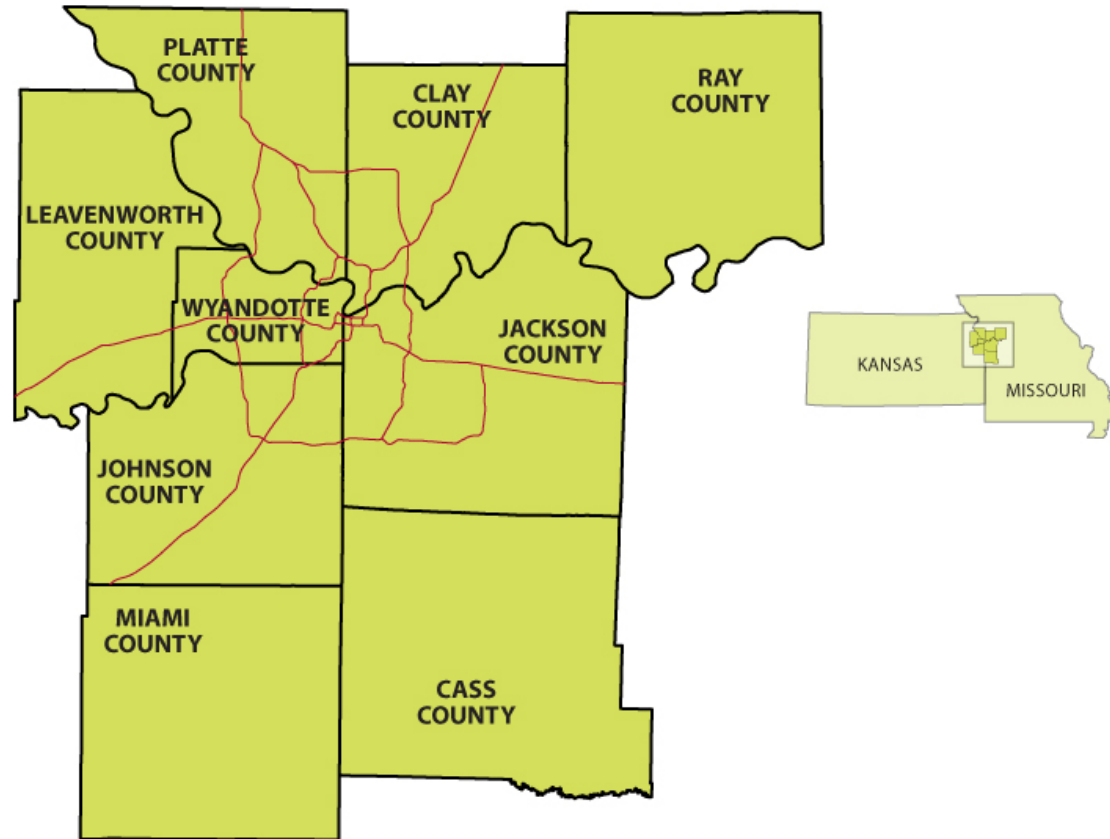 PLATTE
COUNTY
CLAY
COUNTY
RAY
COUNTY
LEAVENWORTH
COUNTY
WYANDOTTE
COUNTY
JACKSON
COUNTY
JOHNSON
COUNTY
MIAMI
COUNTY
CASS
COUNTY
KANSAS
MISSOURI